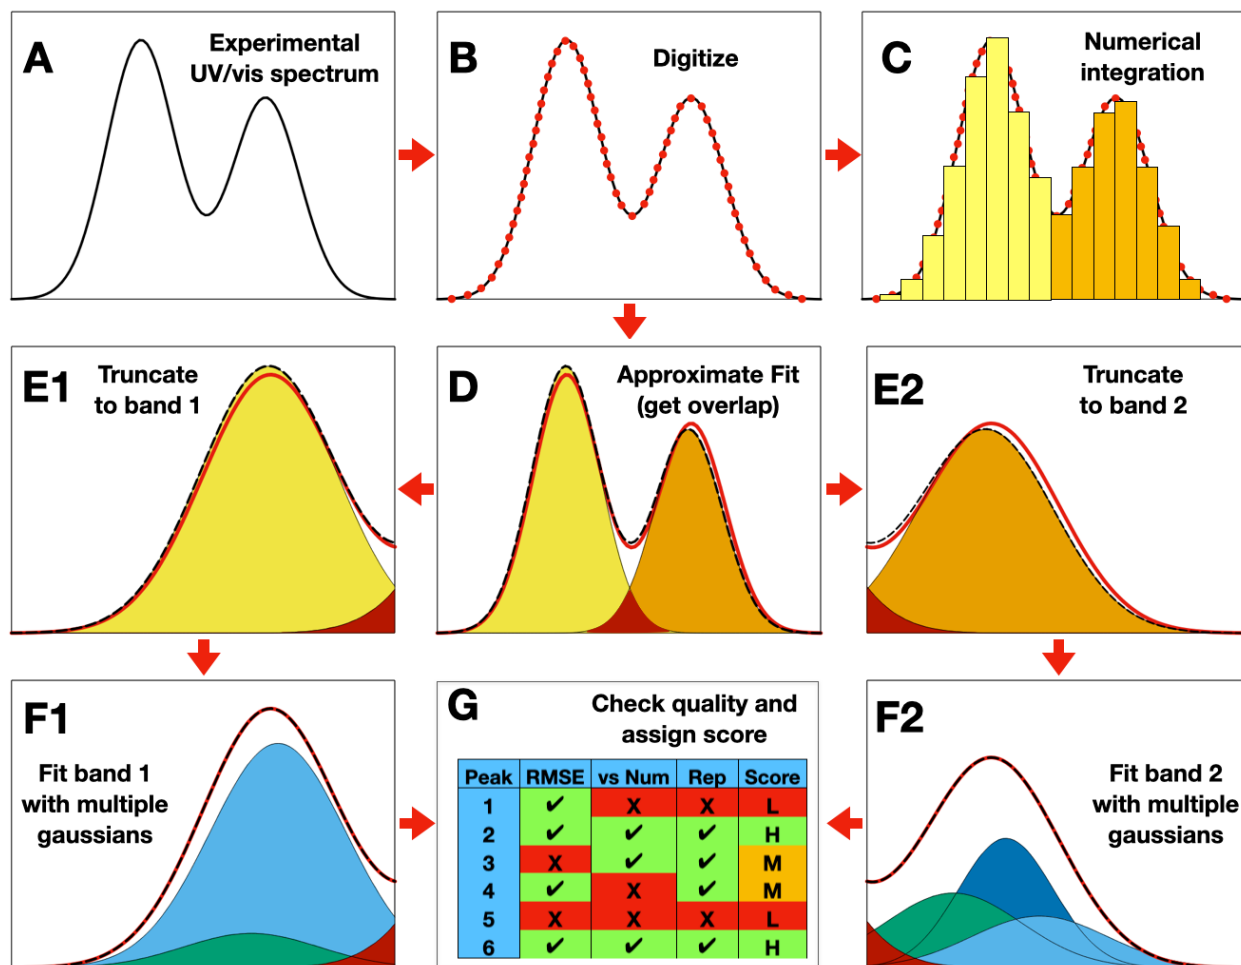 A
Experimental
UV/vis spectrum
B
Digitize
C
Numerical
integration
E1
Truncate
to band 1
D
Approximate Fit
(get overlap)
E2
Truncate
to band 2
F1
Fit band 1
with multiple
gaussians
G
Check quality and
assign score
Peak RMSE vs Num Rep Score
1 ✔ X X L
2 ✔ ✔ ✔ H
3 X ✔ ✔ M
4 ✔ X ✔ M
5 X X X L
6 ✔ ✔ ✔ H
F2
Fit band 2
with multiple
gaussians